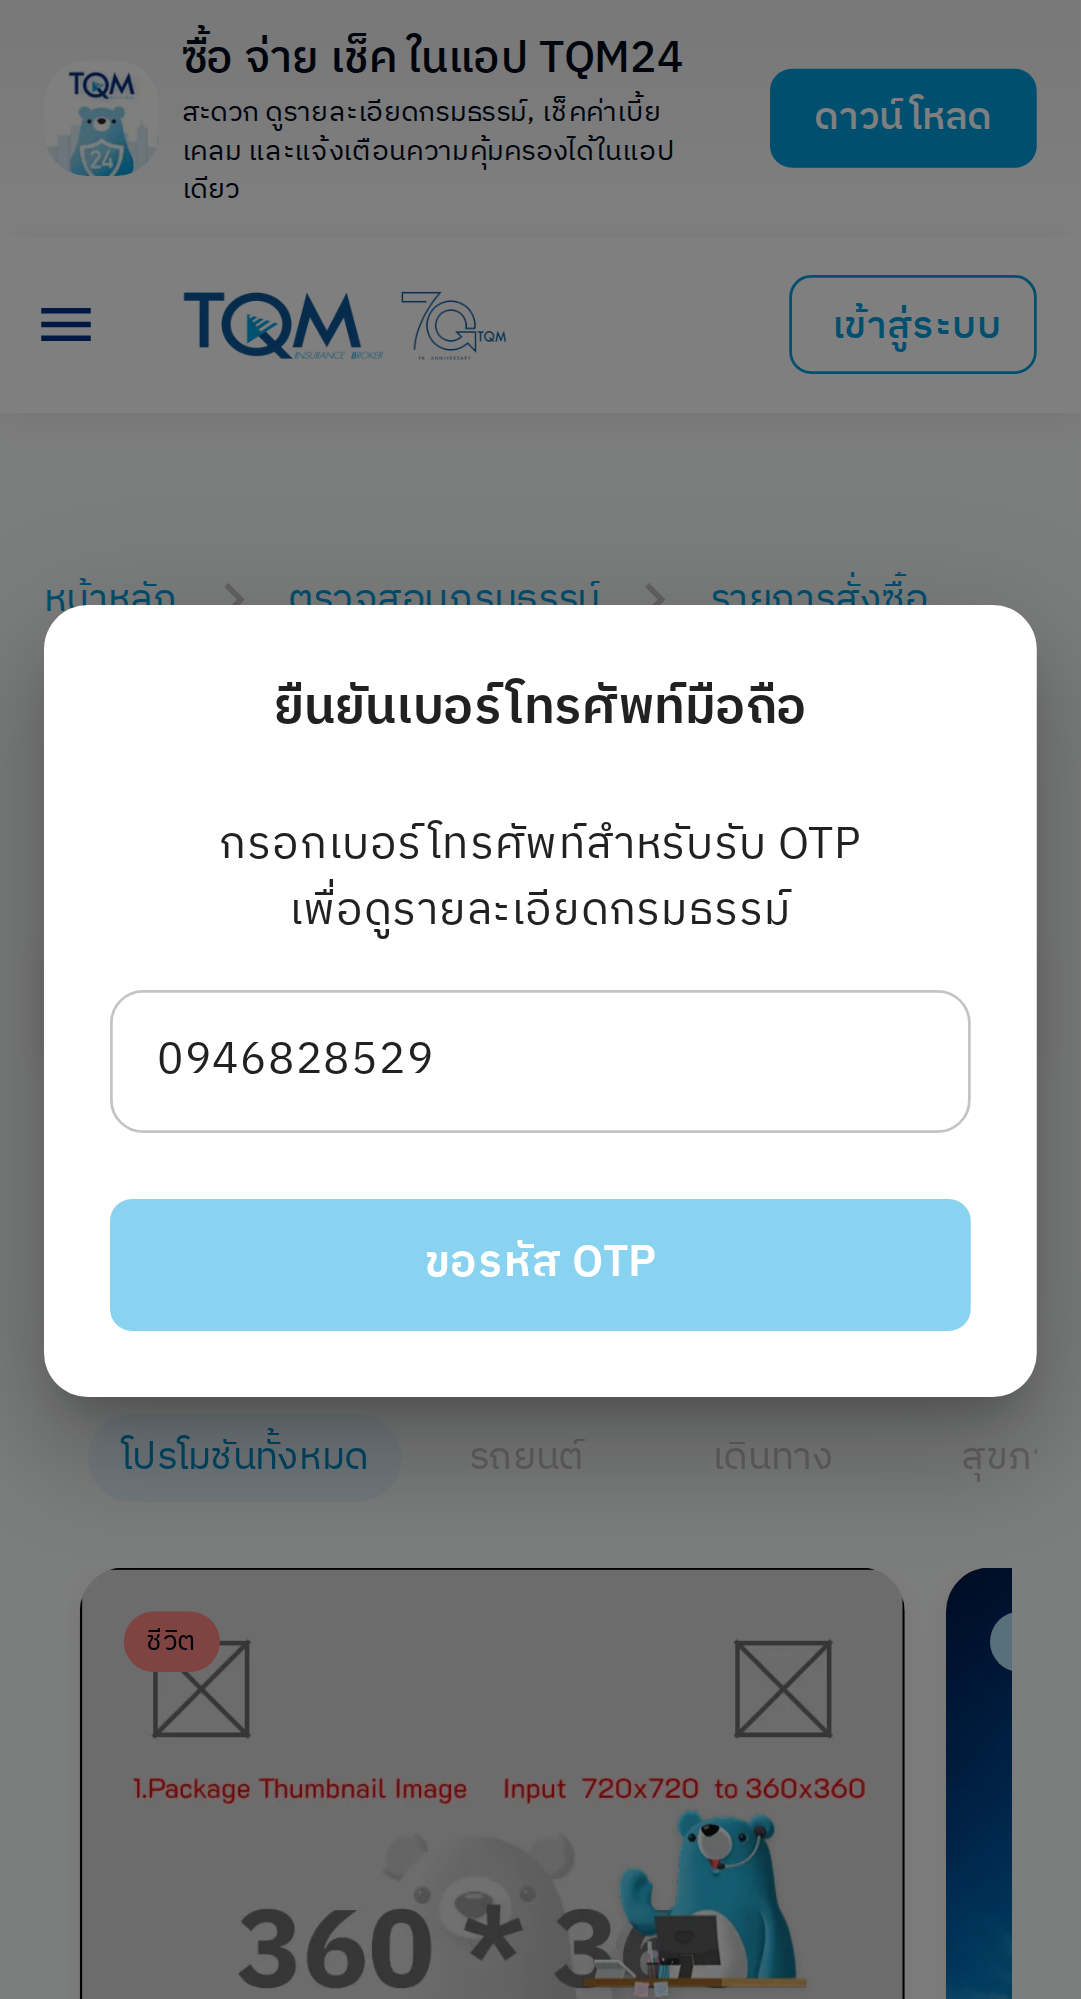 TQM
24
ซื้อ จ่าย เช็ค ในแอป TQM24
สะดวก ดูรายละเอียดกรมธรรม์, เช็คค่าเบี้ย
เคลม และแจ้งเตือนความคุ้มครองได้ในแอป
เดียว
ดาวน์โหลด
TQM
INSURANCE BROKER
70
TQM
TH ANNIVERSARY
เข้าสู่ระบบ
หน้าหลัก
ตรวจสอบกรมธรรม์
รายการสั่งซื้อ
ยืนยันเบอร์โทรศัพท์มือถือ
กรอกเบอร์โทรศัพท์สำหรับรับ OTP
เพื่อดูรายละเอียดกรมธรรม์
0946828529
ขอรหัส OTP
โปรโมชันทั้งหมด
รถยนต์
เดินทาง
ชีวิต
1.Package Thumbnail Image
Input 720x720 to 360x360
360 *